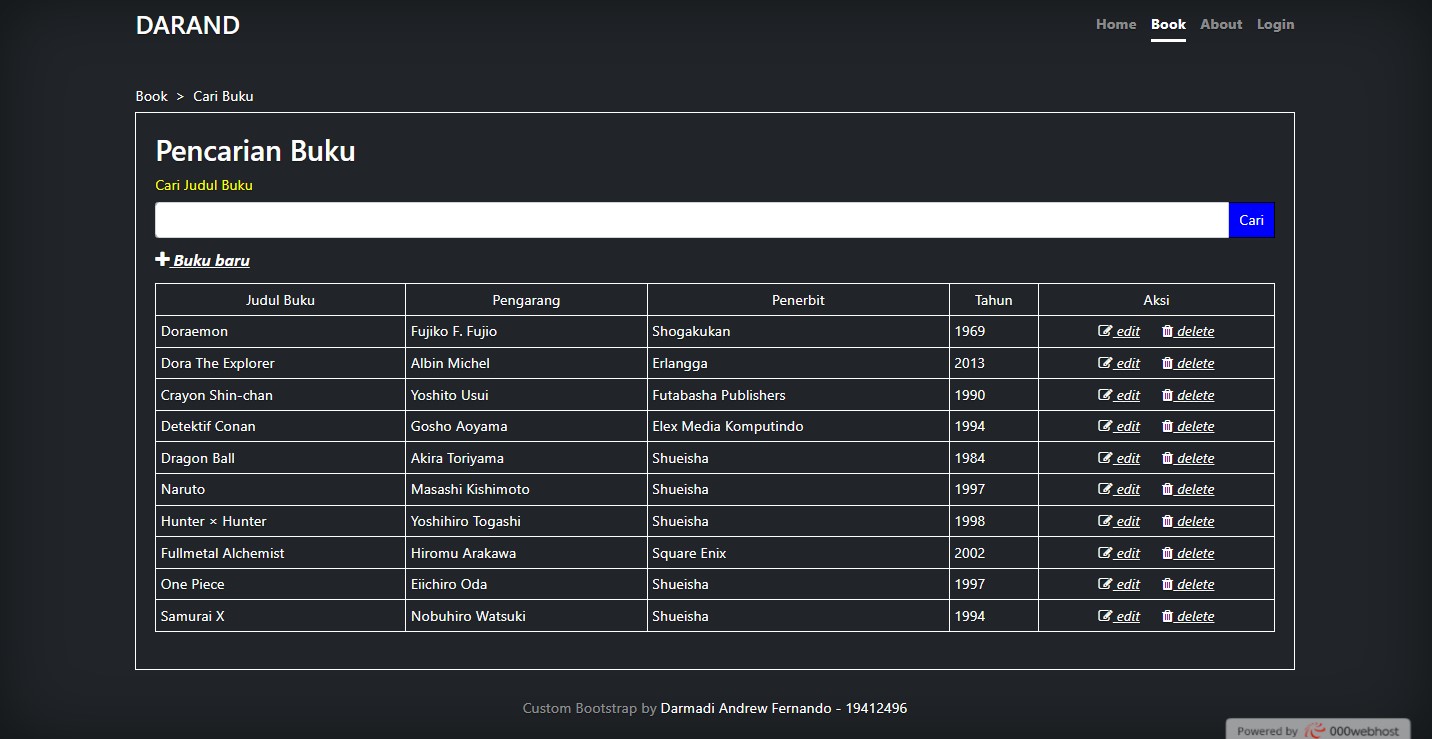 DARAND
Home Book About Login
Book > Cari Buku
Pencarian Buku
Cari Judul Buku
Cari
Buku baru
Judul Buku Pengarang Penerbit Tahun Aksi
Doraemon Fujiko F. Fujio Shogakukan 1969 edit delete
Dora The Explorer Albin Michel Erlangga 2013 edit delete
Crayon Shin-chan Yoshito Usui Futabasha Publishers 1990 edit delete
Detektif Conan Gosho Aoyama Elex Media Komputindo 1994 edit delete
Dragon Ball Akira Toriyama Shueisha 1984 edit delete
Naruto Masashi Kishimoto Shueisha 1997 edit delete
Hunter × Hunter Yoshihiro Togashi Shueisha 1998 edit delete
Fullmetal Alchemist Hiromu Arakawa Square Enix 2002 edit delete
One Piece Eiichiro Oda Shueisha 1997 edit delete
Samurai X Nobuhiro Watsuki Shueisha 1994 edit delete
Custom Bootstrap by Darmadi Andrew Fernando - 19412496
Powered by 000webhost